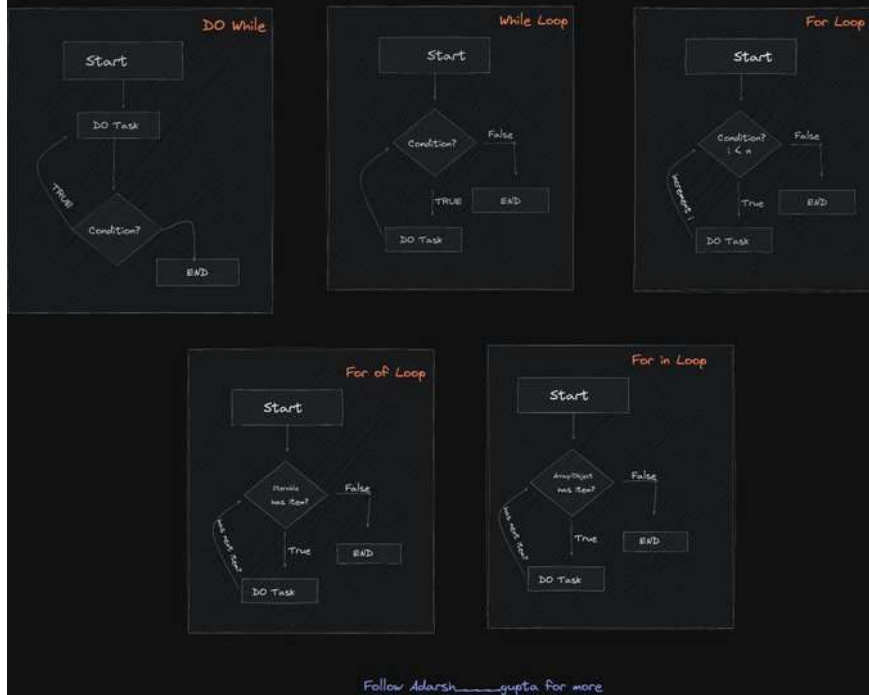 DO While
Start
DO Task
TRUE
Condition?
END
While Loop
Start
Condition?
False
TRUE
END
DO Task
For Loop
Start
Condition?
i < n
False
increment i
True
END
DO Task
For of Loop
Start
Iterable
has item?
False
has next item?
True
END
DO Task
For in Loop
Start
Array/Object
has item?
False
has next item?
True
END
DO Task
Follow Adarsh____gupta for more